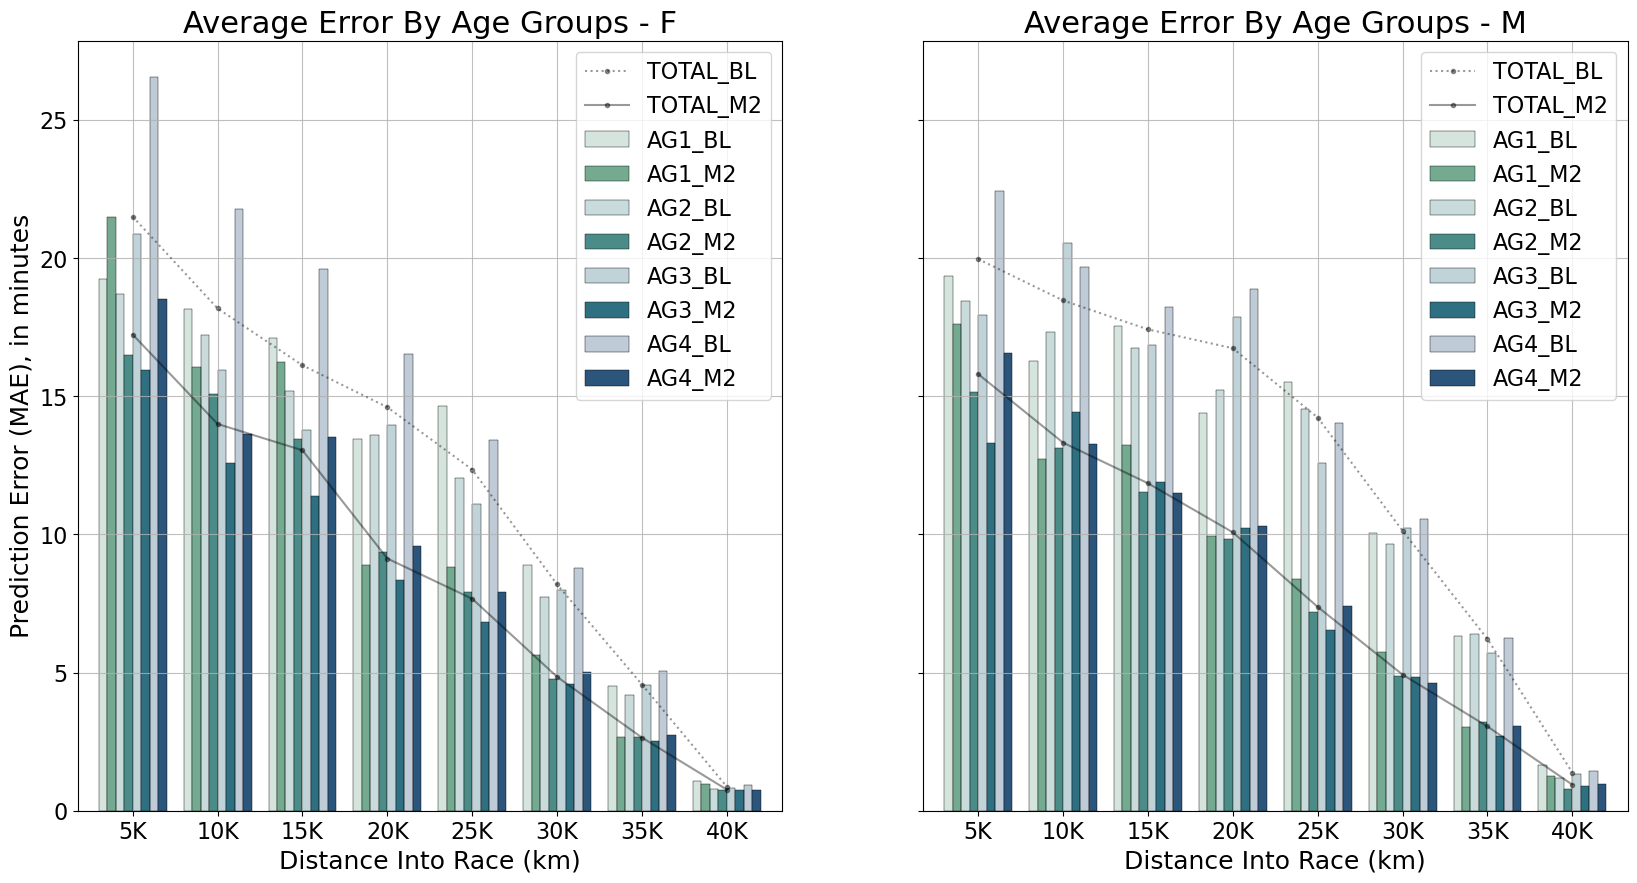 Average Error By Age Groups - F
Prediction Error (MAE), in minutes
25
20
15
10
5
0
TOTAL_BL
TOTAL_M2
AG1_BL
AG1_M2
AG2_BL
AG2_M2
AG3_BL
AG3_M2
AG4_BL
AG4_M2
5K 10K 15K 20K 25K 30K 35K 40K
Distance Into Race (km)
Average Error By Age Groups - M
TOTAL_BL
TOTAL_M2
AG1_BL
AG1_M2
AG2_BL
AG2_M2
AG3_BL
AG3_M2
AG4_BL
AG4_M2
5K 10K 15K 20K 25K 30K 35K 40K
Distance Into Race (km)